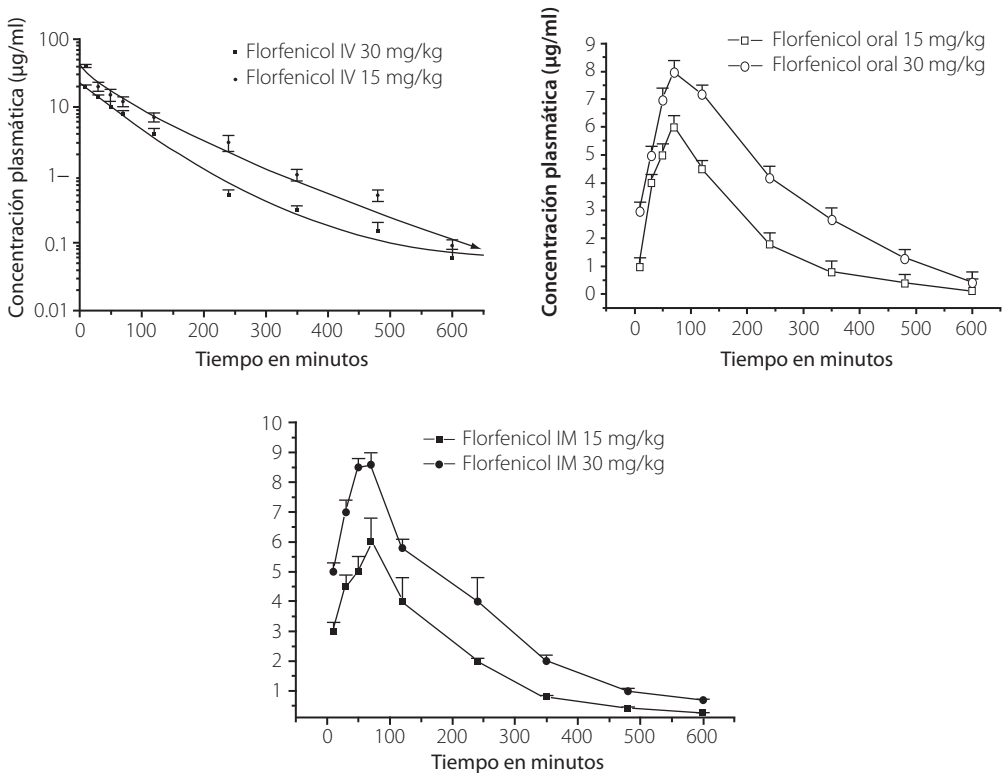 Concentración plasmática (µg/ml)
100
10
1
0.1
0.01
Florfenicol IV 30 mg/kg
Florfenicol IV 15 mg/kg
0 100 200 300 400 500 600
Tiempo en minutos
Concentración plasmática (µg/ml)
9
8
7
6
5
4
3
2
1
0
Florfenicol oral 15 mg/kg
Florfenicol oral 30 mg/kg
0 100 200 300 400 500 600
Tiempo en minutos
10
9
8
7
6
5
4
3
2
1
Florfenicol IM 15 mg/kg
Florfenicol IM 30 mg/kg
0 100 200 300 400 500 600
Tiempo en minutos